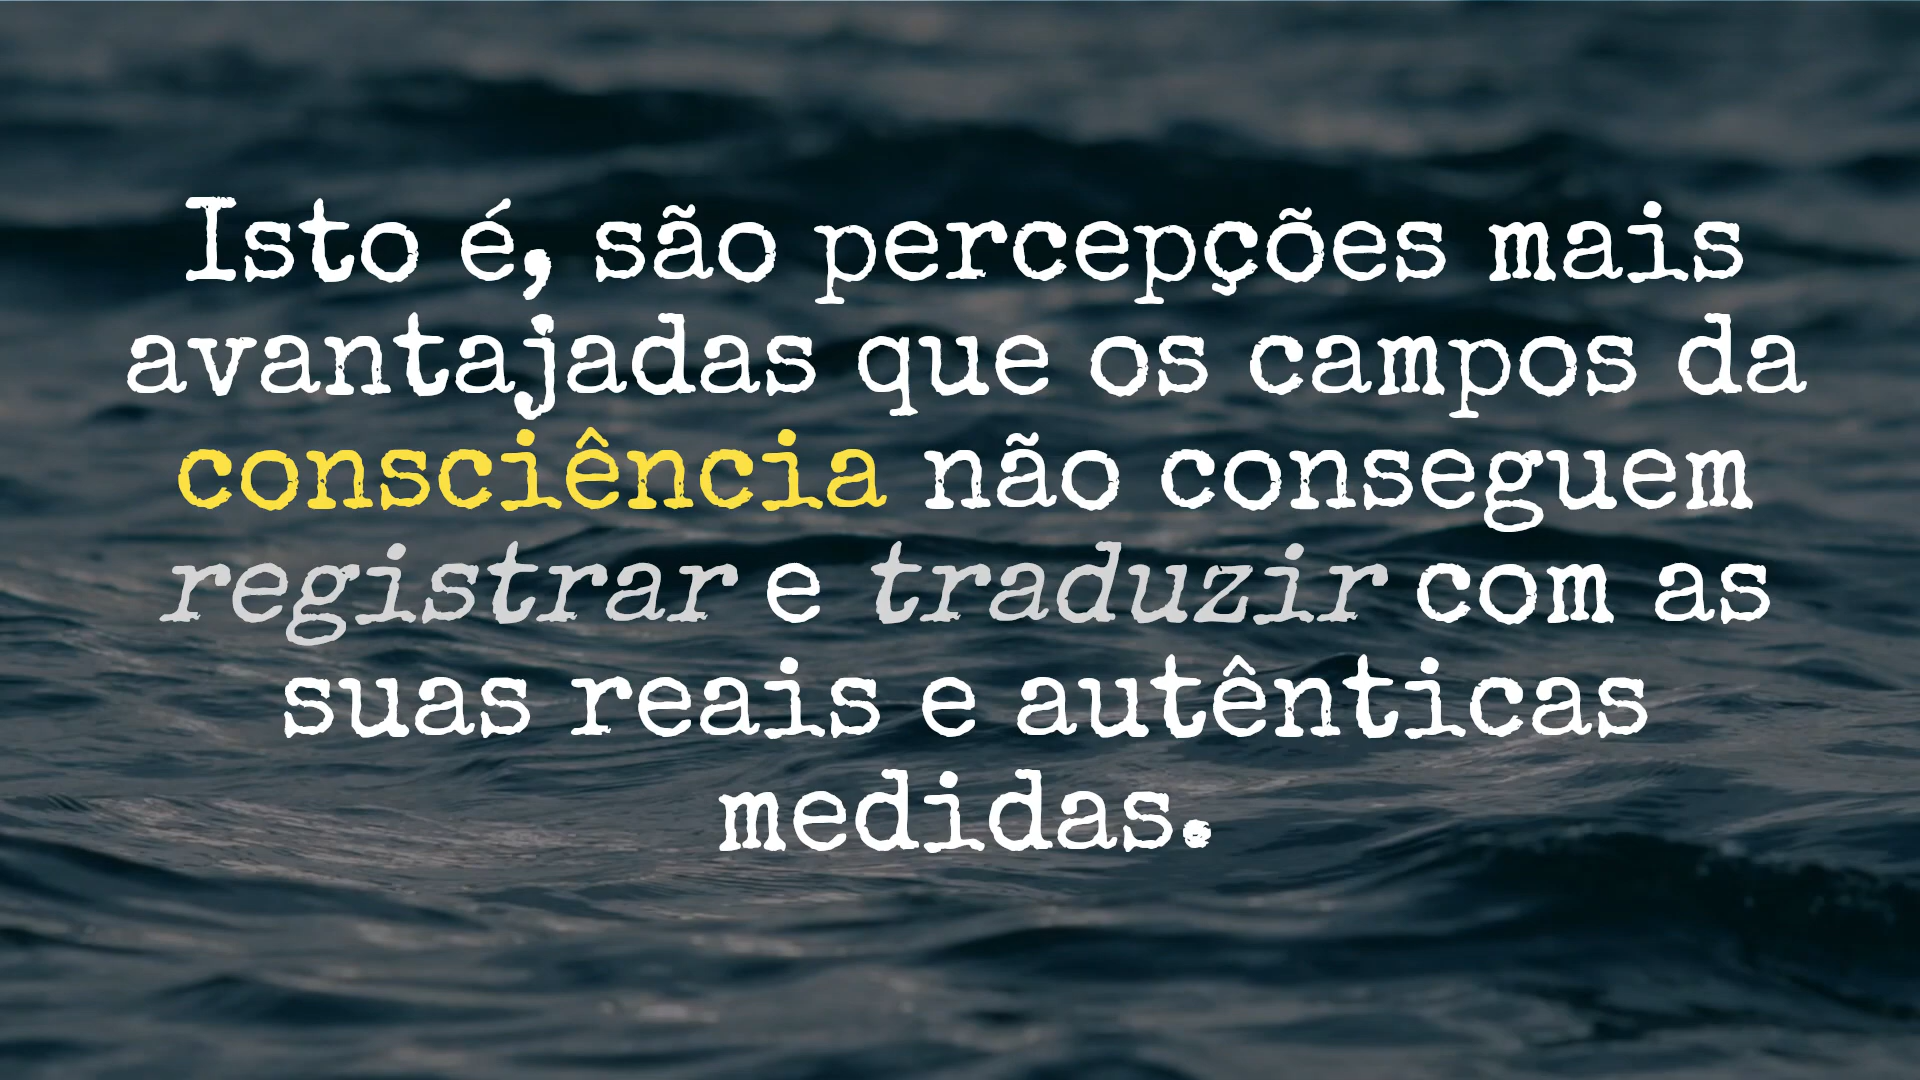 Isto é, são percepções mais
avantajadas que os campos da
consciência não conseguem
registrar e traduzir com as
suas reais e autênticas
medidas.